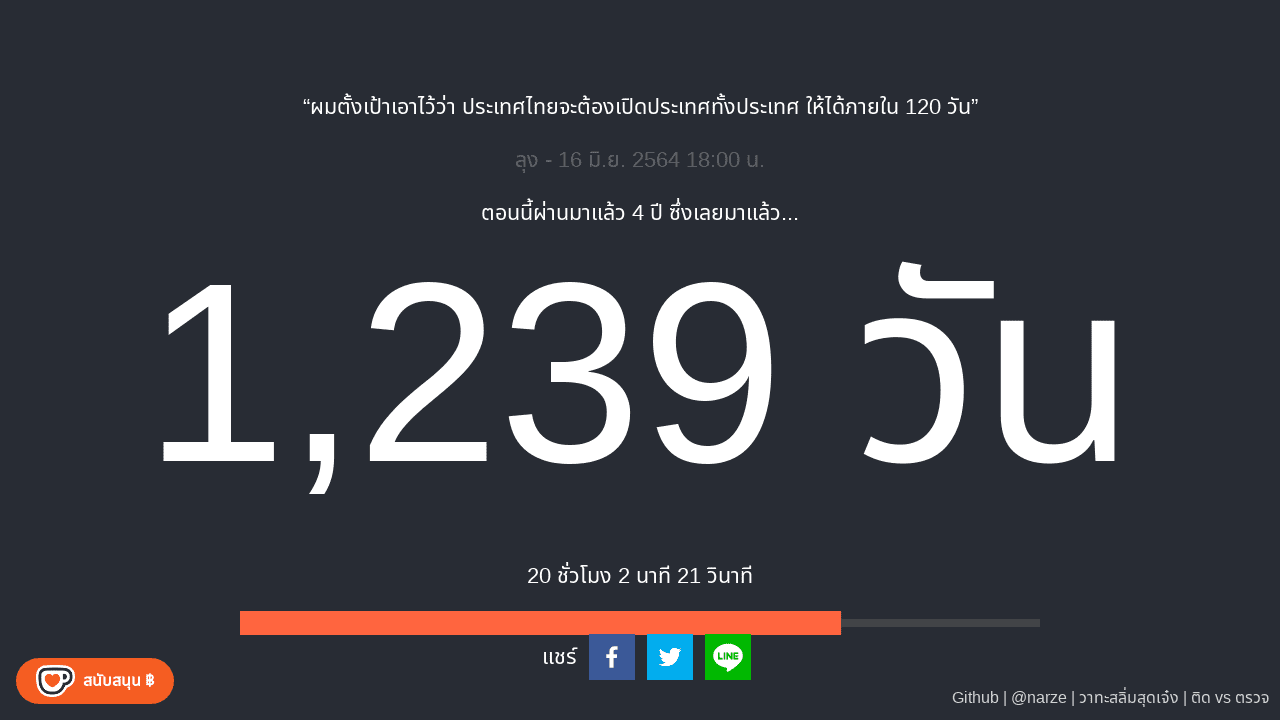 “ผมตั้งเป้าเอาไว้ว่า ประเทศไทยจะต้องเปิดประเทศทั้งประเทศ ให้ได้ภายใน 120 วัน”
ลุง - 16 มิ.ย. 2564 18:00 น.
ตอนนี้ผ่านมาแล้ว 4 ปี ซึ่งเลยมาแล้ว...
1,239 วัน
20 ชั่วโมง 2 นาที 21 วินาที
แชร์ LINE
สนับสนุน ฿
Github | @narze | วาทะสลิ่มสุดเจ๋ง | ติด vs ตรวจ